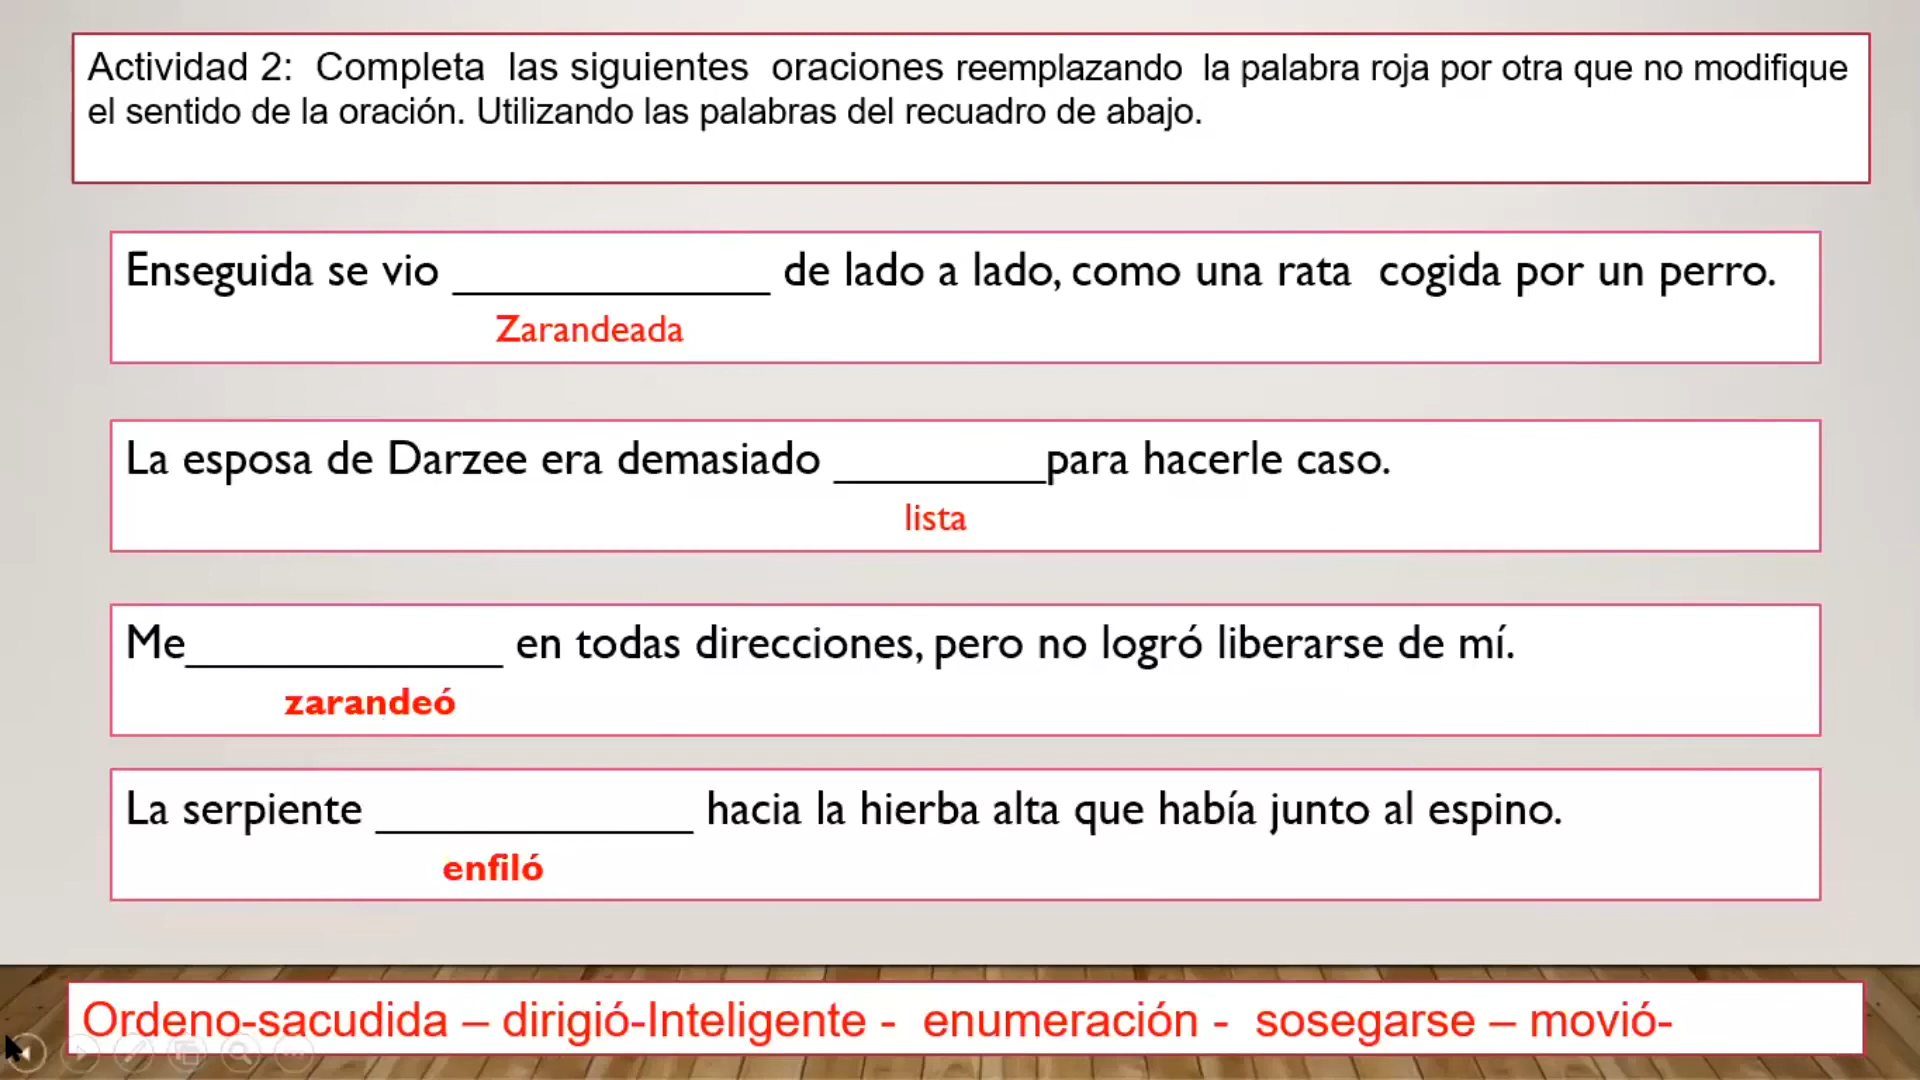 Actividad 2: Completa las siguientes oraciones reemplazando la palabra roja por otra que no modifique
el sentido de la oración. Utilizando las palabras del recuadro de abajo.
Enseguida se vio _____________ de lado a lado, como una rata cogida por un perro.
Zarandeada
La esposa de Darzee era demasiado _________para hacerle caso.
lista
Me_____________ en todas direcciones, pero no logró liberarse de mí.
zarandeó
La serpiente _____________ hacia la hierba alta que había junto al espino.
enfiló
Ordeno-sacudida – dirigió-Inteligente - enumeración - sosegarse – movió-